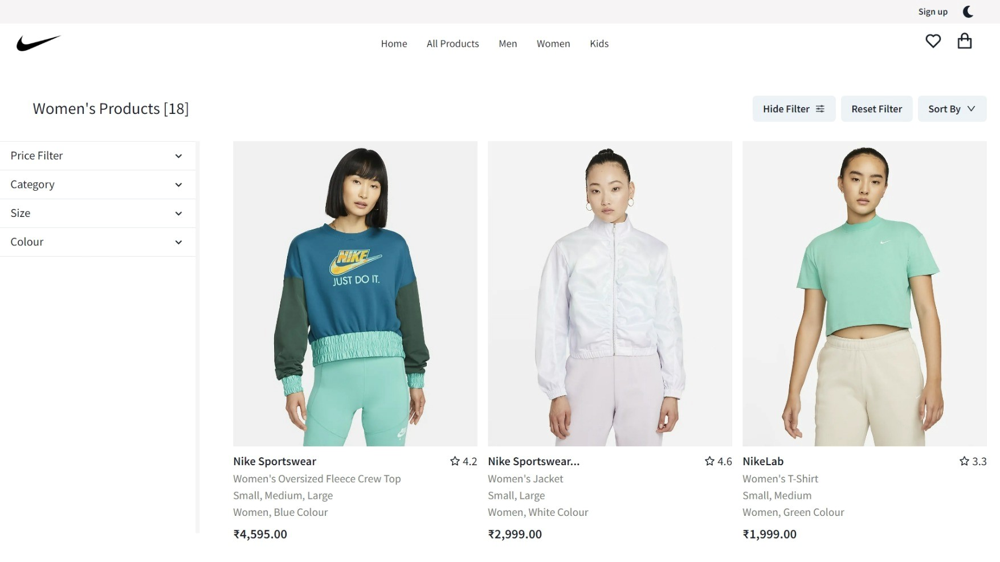 Sign up
Home All Products Men Women Kids
Women's Products [18]
Hide Filter Reset Filter Sort By
Price Filter
Category
Size
Colour
NIKE
JUST DO IT.
Nike Sportswear 4.2
Women's Oversized Fleece Crew Top
Small, Medium, Large
Women, Blue Colour
₹4,595.00
Nike Sportswear... 4.6
Women's Jacket
Small, Large
Women, White Colour
₹2,999.00
NikeLab 3.3
Women's T-Shirt
Small, Medium
Women, Green Colour
₹1,999.00